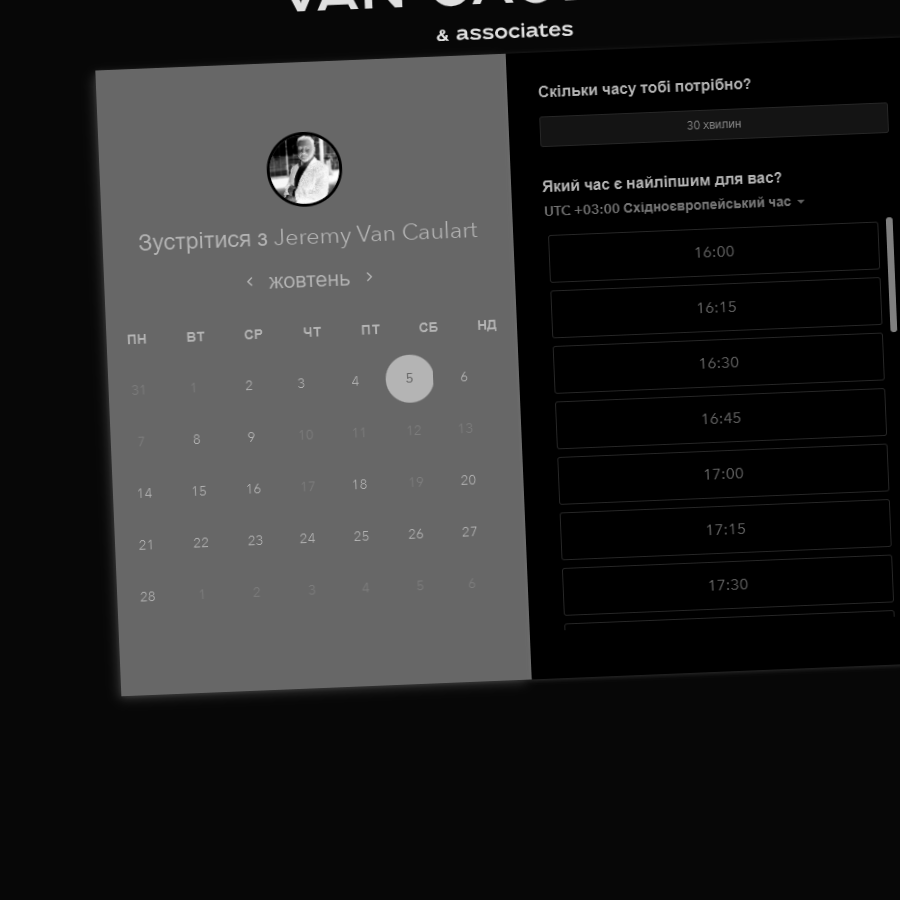 & associates
Зустрітися з Jeremy Van Caulart
жовтень
ПН ВТ СР ЧТ ПТ СБ НД
31 1 2 3 4 5 6
7 8 9 10 11 12 13
14 15 16 17 18 19 20
21 22 23 24 25 26 27
28 1 2 3 4 5 6
Скільки часу тобі потрібно?
30 хвилин
Який час є найліпшим для вас?
UTC +03:00 Східноєвропейський час
16:00
16:15
16:30
16:45
17:00
17:15
17:30